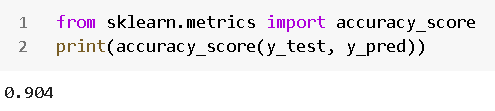 1 from sklearn.metrics import accuracy_score
2 print(accuracy_score(y_test, y_pred))
0.904